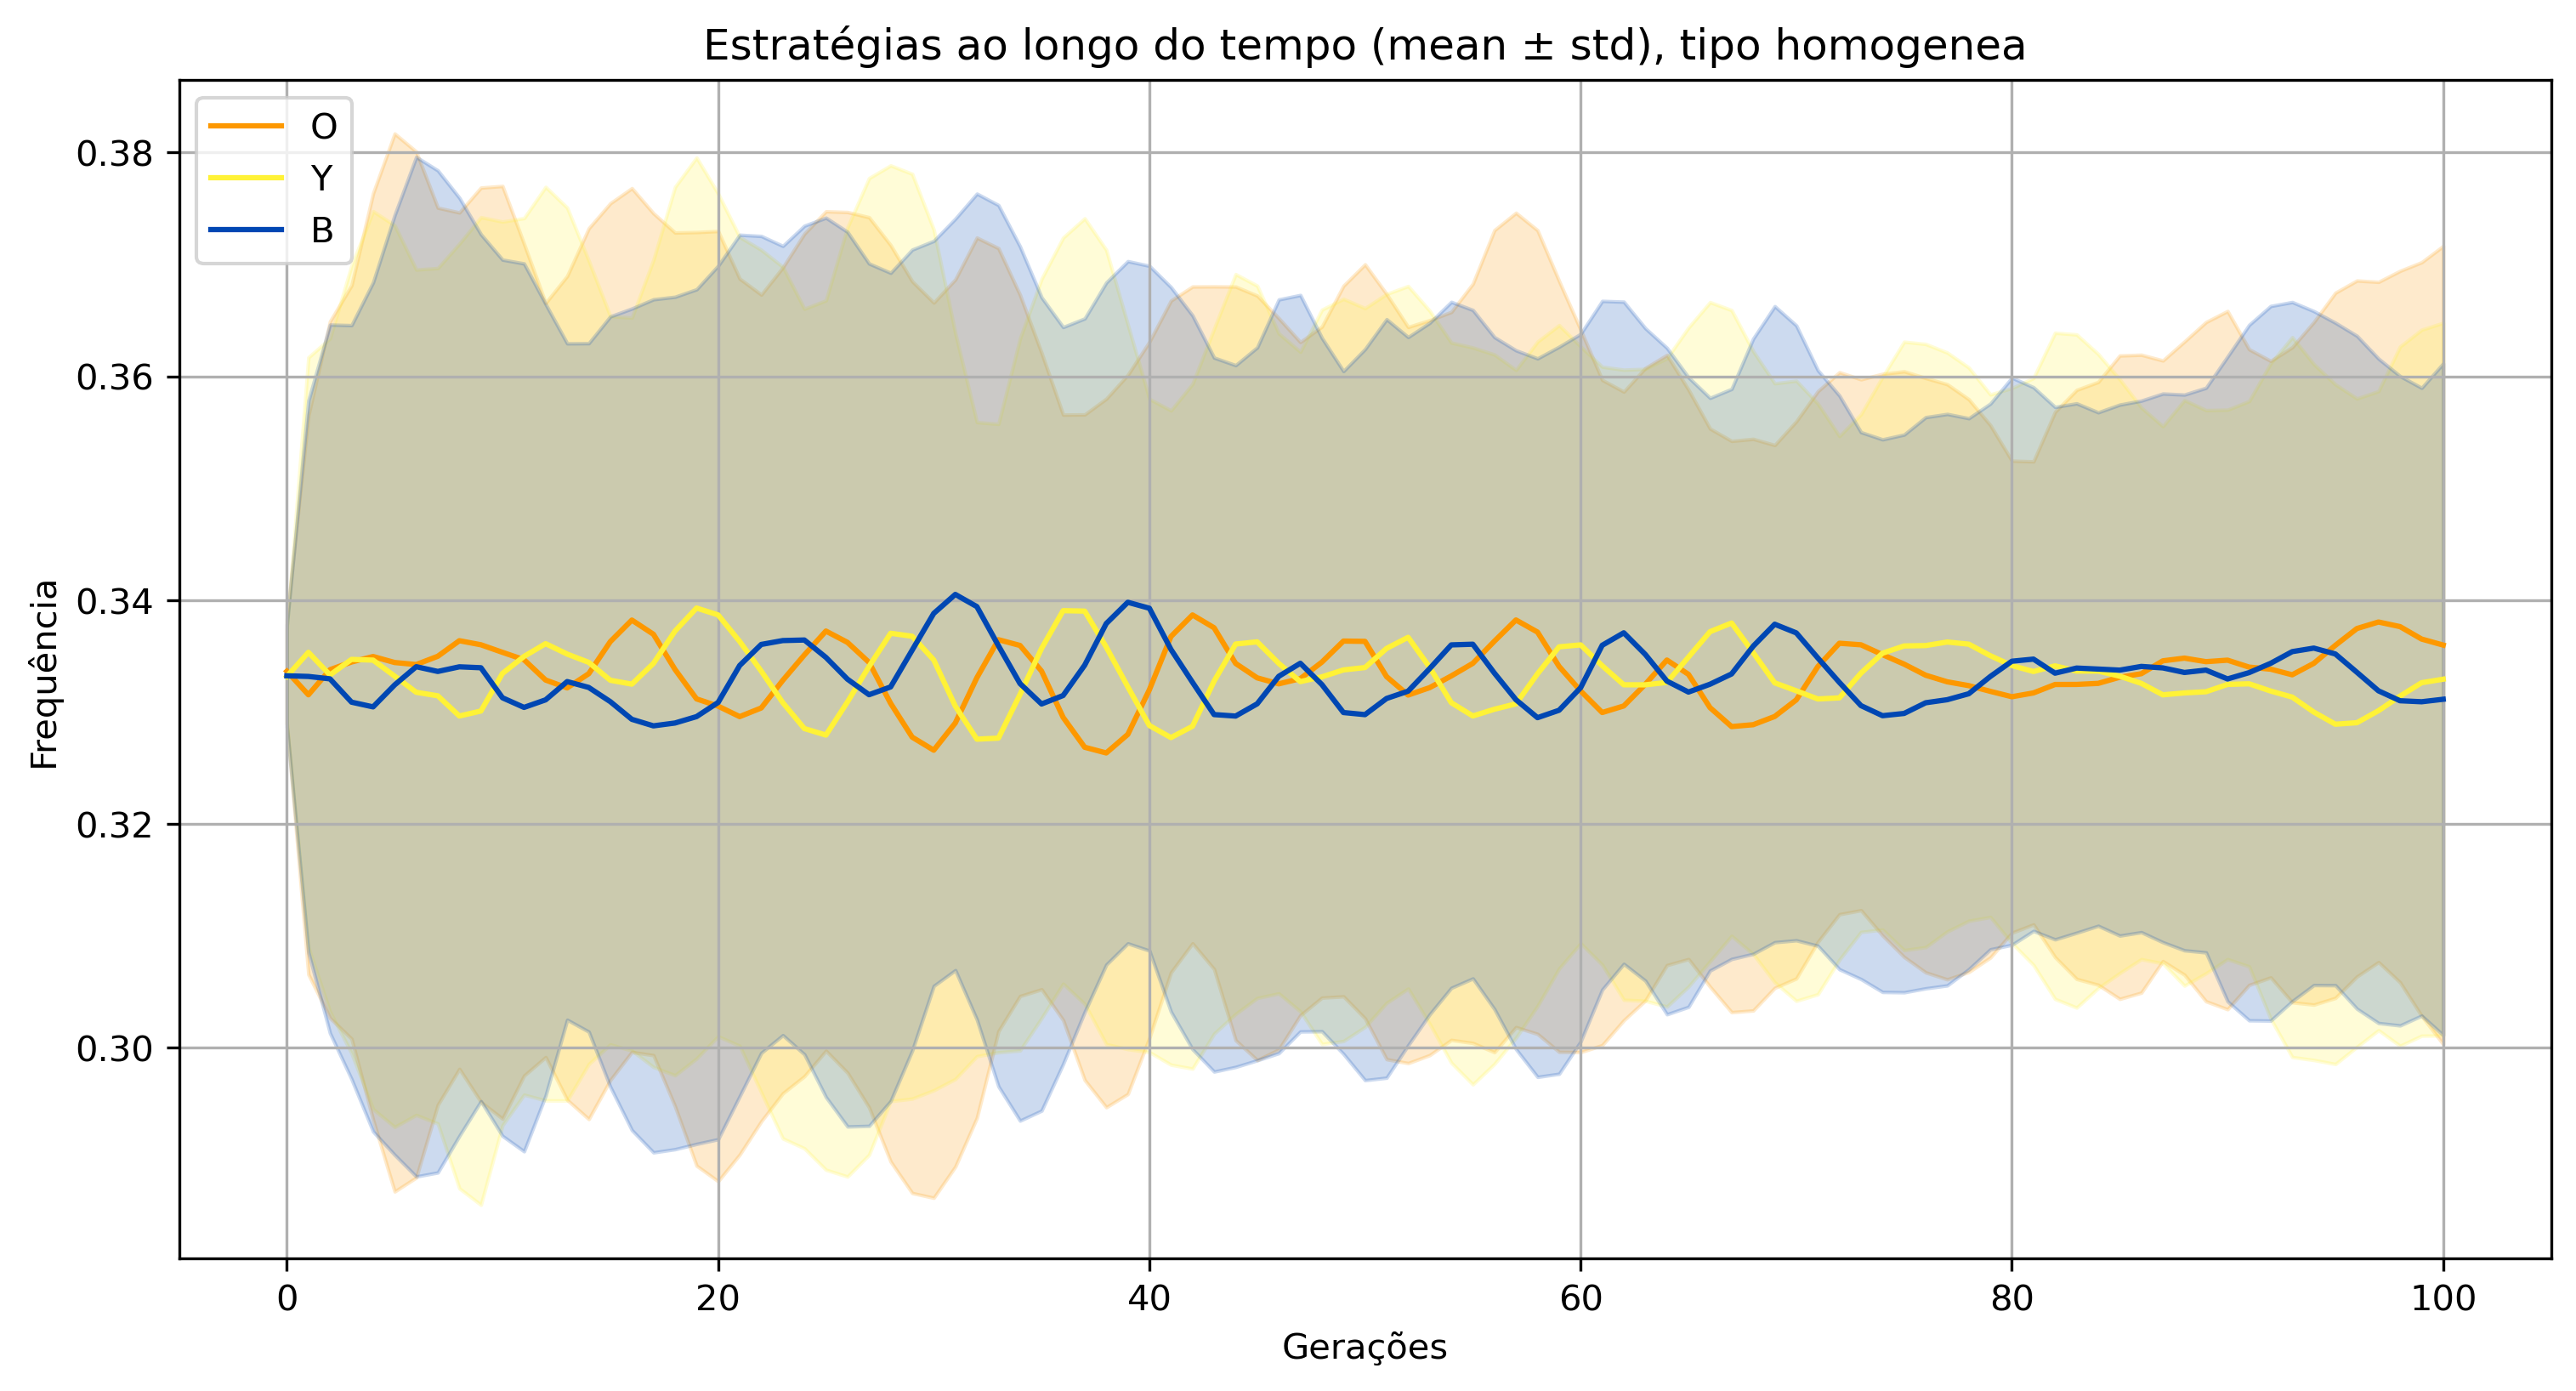 Estratégias ao longo do tempo (mean ± std), tipo homogenea
O
Y
B
Frequência
0.38
0.36
0.34
0.32
0.30
0
20
40
60
80
100
Gerações